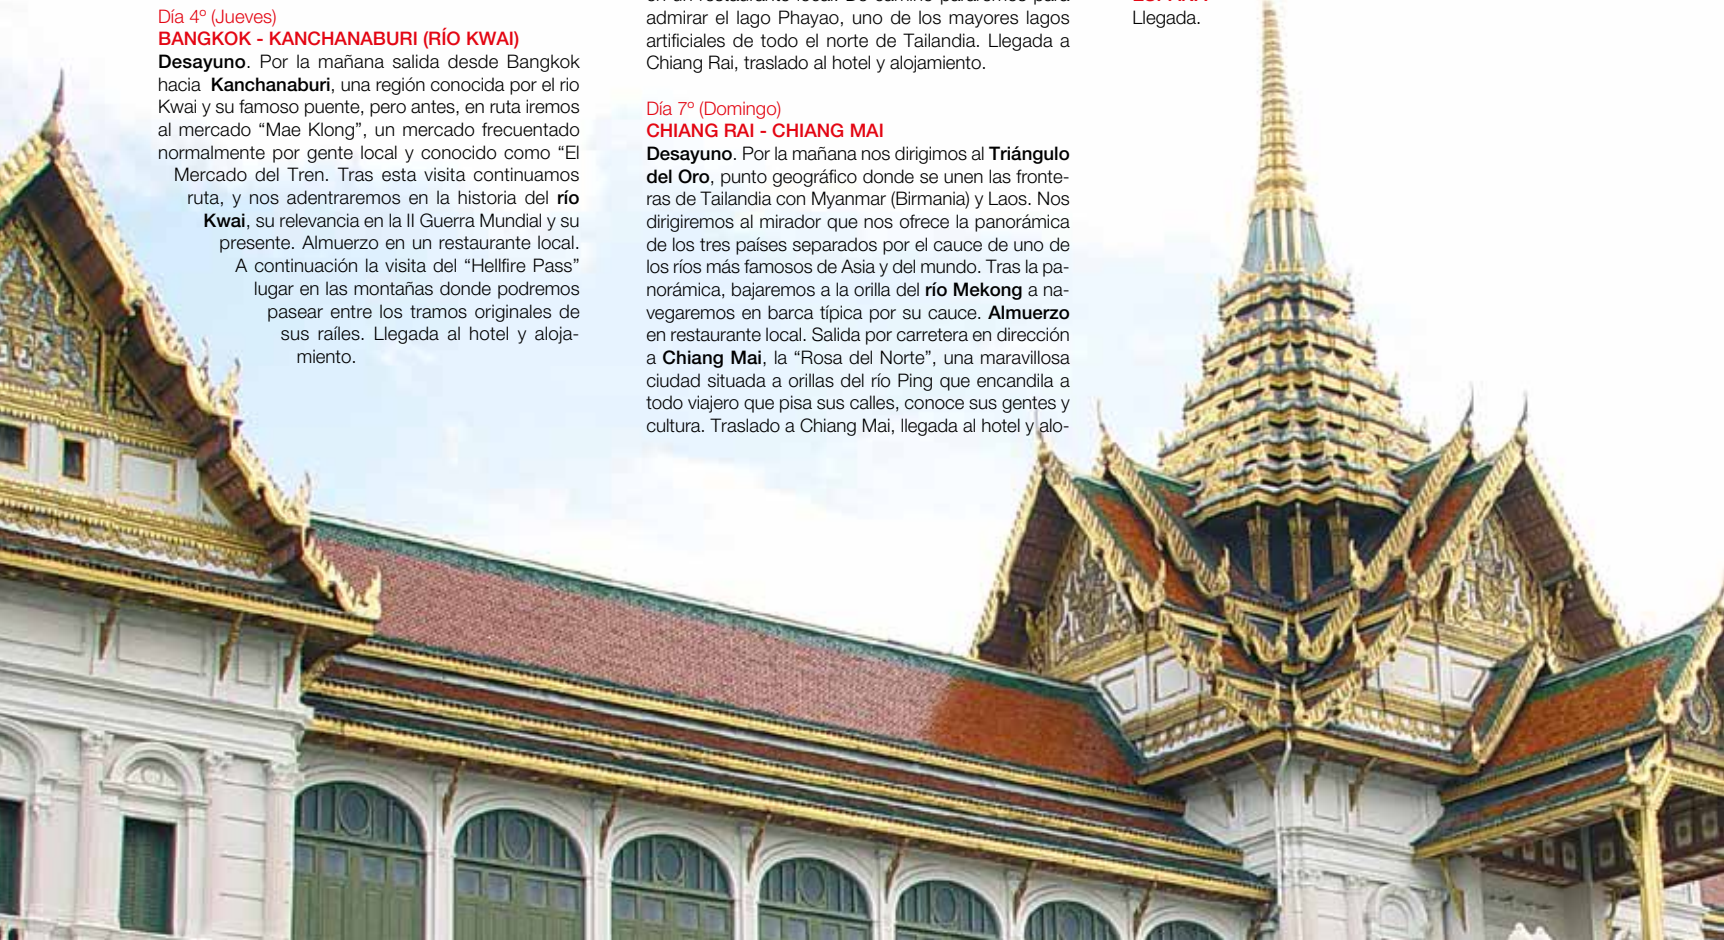 Día 4º (Jueves)
BANGKOK - KANCHANABURI (RÍO KWAI)
Desayuno. Por la mañana salida desde Bangkok
hacia Kanchanaburi, una región conocida por el rio
Kwai y su famoso puente, pero antes, en ruta iremos
al mercado “Mae Klong”, un mercado frecuentado
normalmente por gente local y conocido como “El
Mercado del Tren. Tras esta visita continuamos
ruta, y nos adentraremos en la historia del río
Kwai, su relevancia en la II Guerra Mundial y su
presente. Almuerzo en un restaurante local.
A continuación la visita del “Hellfire Pass”
lugar en las montañas donde podremos
pasear entre los tramos originales de
sus raíles. Llegada al hotel y aloja-
miento.
en un restaurante local. De camino pararemos para
admirar el lago Phayao, uno de los mayores lagos
artificiales de todo el norte de Tailandia. Llegada a
Chiang Rai, traslado al hotel y alojamiento.
Día 7º (Domingo)
CHIANG RAI - CHIANG MAI
Desayuno. Por la mañana nos dirigimos al Triángulo
del Oro, punto geográfico donde se unen las fronte-
ras de Tailandia con Myanmar (Birmania) y Laos. Nos
dirigiremos al mirador que nos ofrece la panorámica
de los tres países separados por el cauce de uno de
los ríos más famosos de Asia y del mundo. Tras la pa-
norámica, bajaremos a la orilla del río Mekong a na-
vegaremos en barca típica por su cauce. Almuerzo
en restaurante local. Salida por carretera en dirección
a Chiang Mai, la “Rosa del Norte”, una maravillosa
ciudad situada a orillas del río Ping que encandila a
todo viajero que pisa sus calles, conoce sus gentes y
cultura. Traslado a Chiang Mai, llegada al hotel y alo-
Llegada.